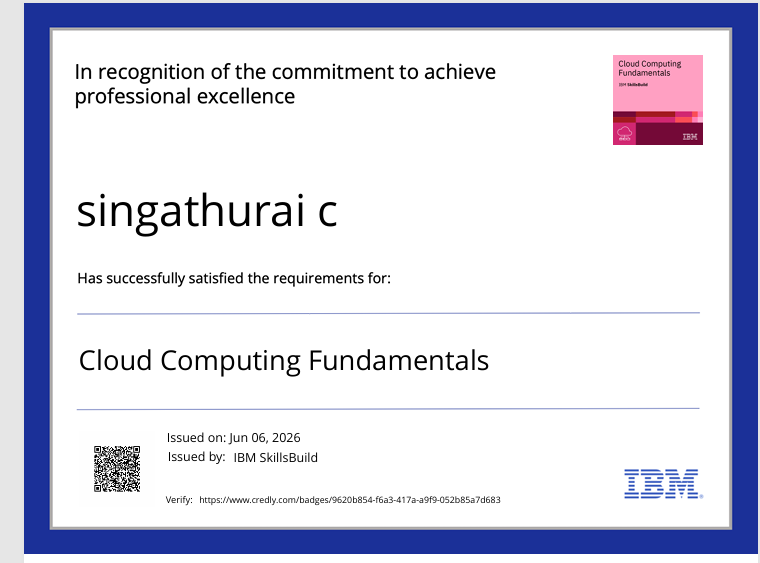 In recognition of the commitment to achieve
professional excellence
Cloud Computing
Fundamentals
IBM SkillsBuild
IBM
singathurai c
Has successfully satisfied the requirements for:
Cloud Computing Fundamentals
Issued on: Jun 06, 2026
Issued by: IBM SkillsBuild
Verify: https://www.credly.com/badges/9620b854-f6a3-417a-a9f9-052b85a7d683
IBM®